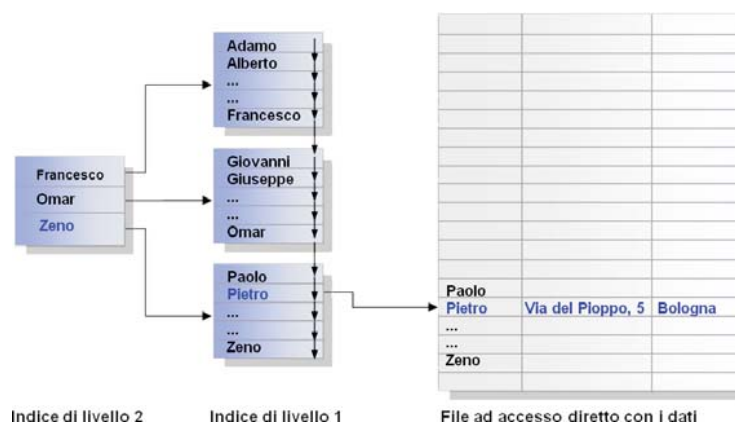 Francesco
Omar
Zeno
Adamo
Alberto
...
...
Francesco
Giovanni
Giuseppe
...
...
Omar
Paolo
Pietro
...
...
Zeno
Paolo
Pietro Via del Pioppo, 5 Bologna
...
...
Zeno
Indice di livello 2
Indice di livello 1
File ad accesso diretto con i dati